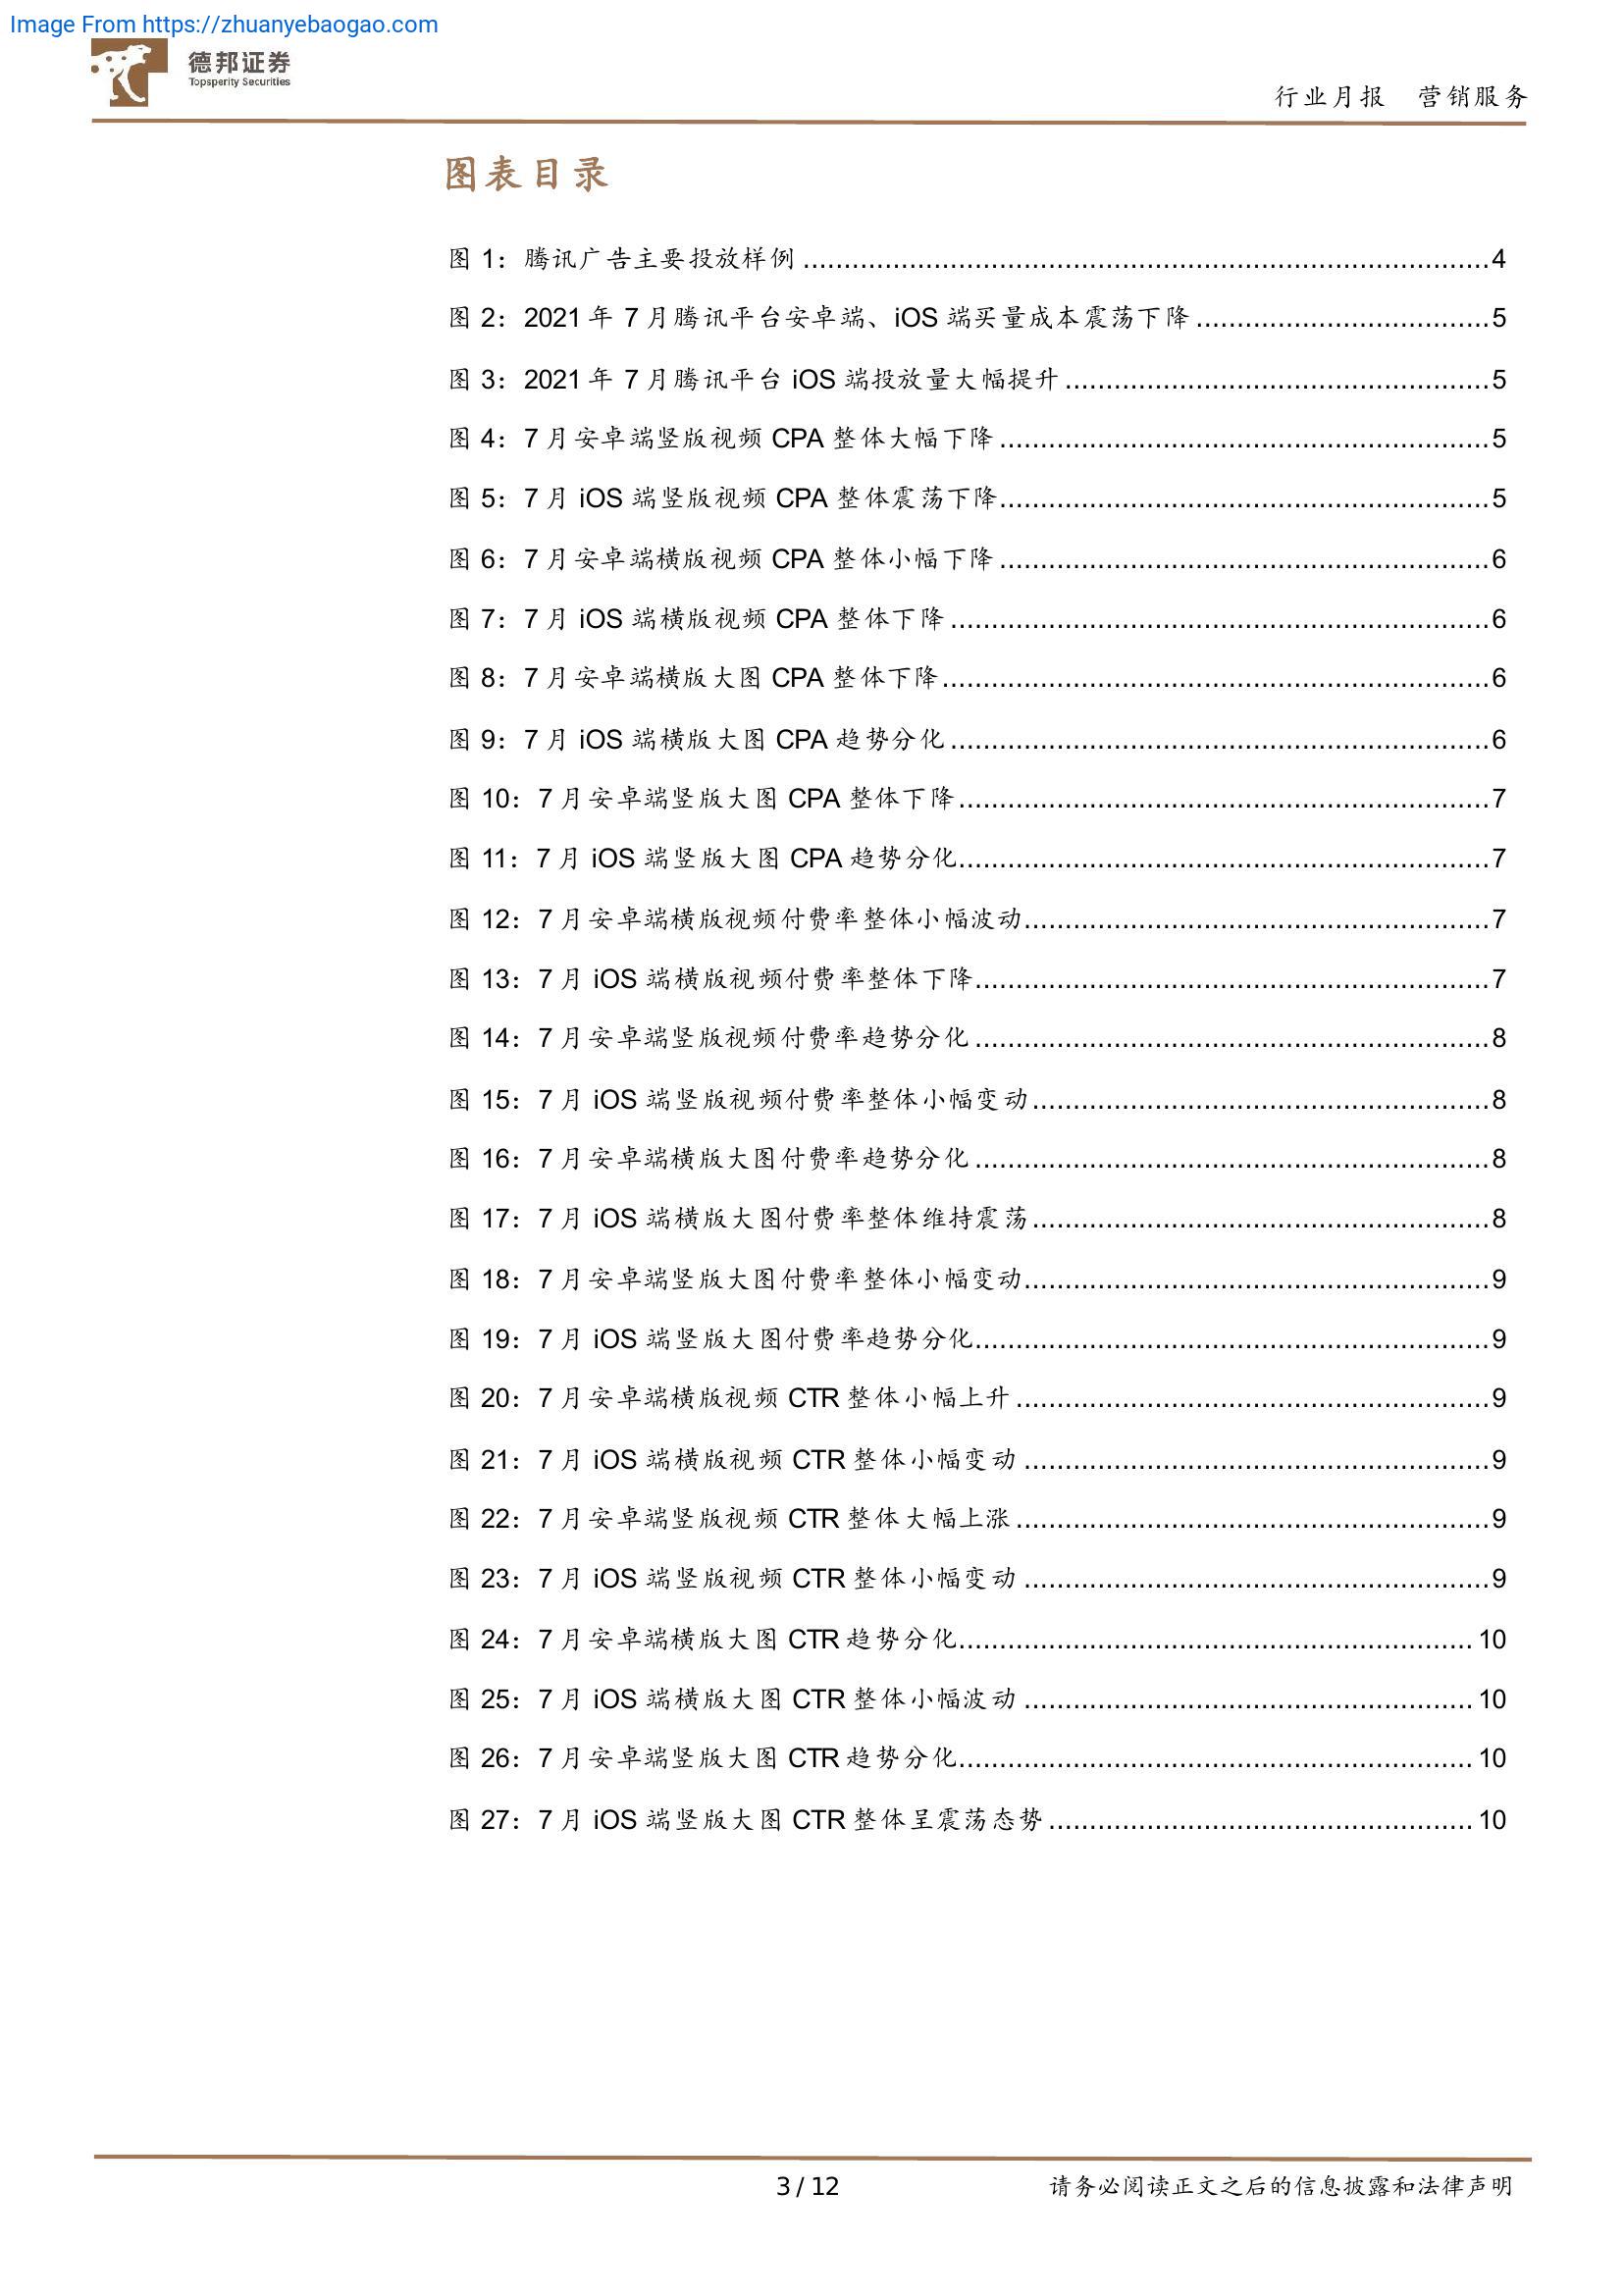 Image From https://zhuanyebaogao.com
德邦证券
Topsperity Securities
行业月报 营销服务
图表目录
图 1：腾讯广告主要投放样例....................4
图 2：2021 年 7 月腾讯平台安卓端、iOS 端买量成本震荡下降....................5
图 3：2021 年 7 月腾讯平台 iOS 端投放量大幅提升....................5
图 4：7 月安卓端竖版视频 CPA 整体大幅下降....................5
图 5：7 月 iOS 端竖版视频 CPA 整体震荡下降....................5
图 6：7 月安卓端横版视频 CPA 整体小幅下降....................6
图 7：7 月 iOS 端横版视频 CPA 整体下降....................6
图 8：7 月安卓端横版大图 CPA 整体下降....................6
图 9：7 月 iOS 端横版大图 CPA 趋势分化....................6
图 10：7 月安卓端竖版大图 CPA 整体下降....................7
图 11：7 月 iOS 端竖版大图 CPA 趋势分化....................7
图 12：7 月安卓端横版视频付费率整体小幅波动....................7
图 13：7 月 iOS 端横版视频付费率整体下降....................7
图 14：7 月安卓端竖版视频付费率趋势分化....................8
图 15：7 月 iOS 端竖版视频付费率整体小幅变动....................8
图 16：7 月安卓端横版大图付费率趋势分化....................8
图 17：7 月 iOS 端横版大图付费率整体维持震荡....................8
图 18：7 月安卓端竖版大图付费率整体小幅变动....................9
图 19：7 月 iOS 端竖版大图付费率趋势分化....................9
图 20：7 月安卓端横版视频 CTR 整体小幅上升....................9
图 21：7 月 iOS 端横版视频 CTR 整体小幅变动....................9
图 22：7 月安卓端竖版视频 CTR 整体大幅上涨....................9
图 23：7 月 iOS 端竖版视频 CTR 整体小幅变动....................9
图 24：7 月安卓端横版大图 CTR 趋势分化....................10
图 25：7 月 iOS 端横版大图 CTR 整体小幅波动....................10
图 26：7 月安卓端竖版大图 CTR 趋势分化....................10
图 27：7 月 iOS 端竖版大图 CTR 整体呈震荡态势....................10
3 / 12 请务必阅读正文之后的信息披露和法律声明